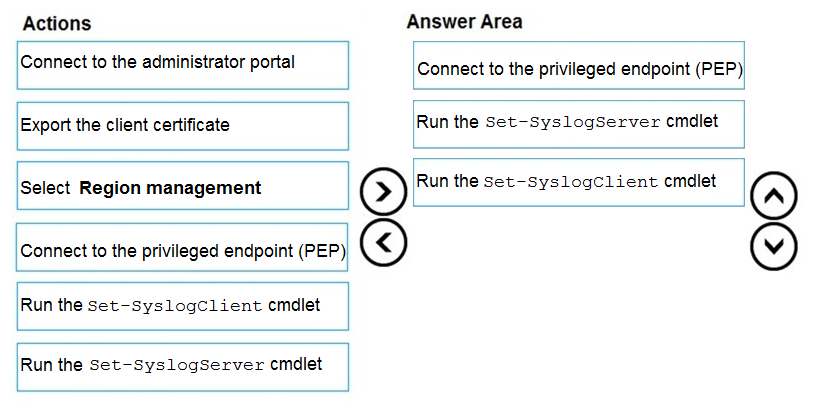 Actions
Connect to the administrator portal
Export the client certificate
Select Region management
Connect to the privileged endpoint (PEP)
Run the Set-SyslogClient cmdlet
Run the Set-SyslogServer cmdlet
Answer Area
Connect to the privileged endpoint (PEP)
Run the Set-SyslogServer cmdlet
Run the Set-SyslogClient cmdlet